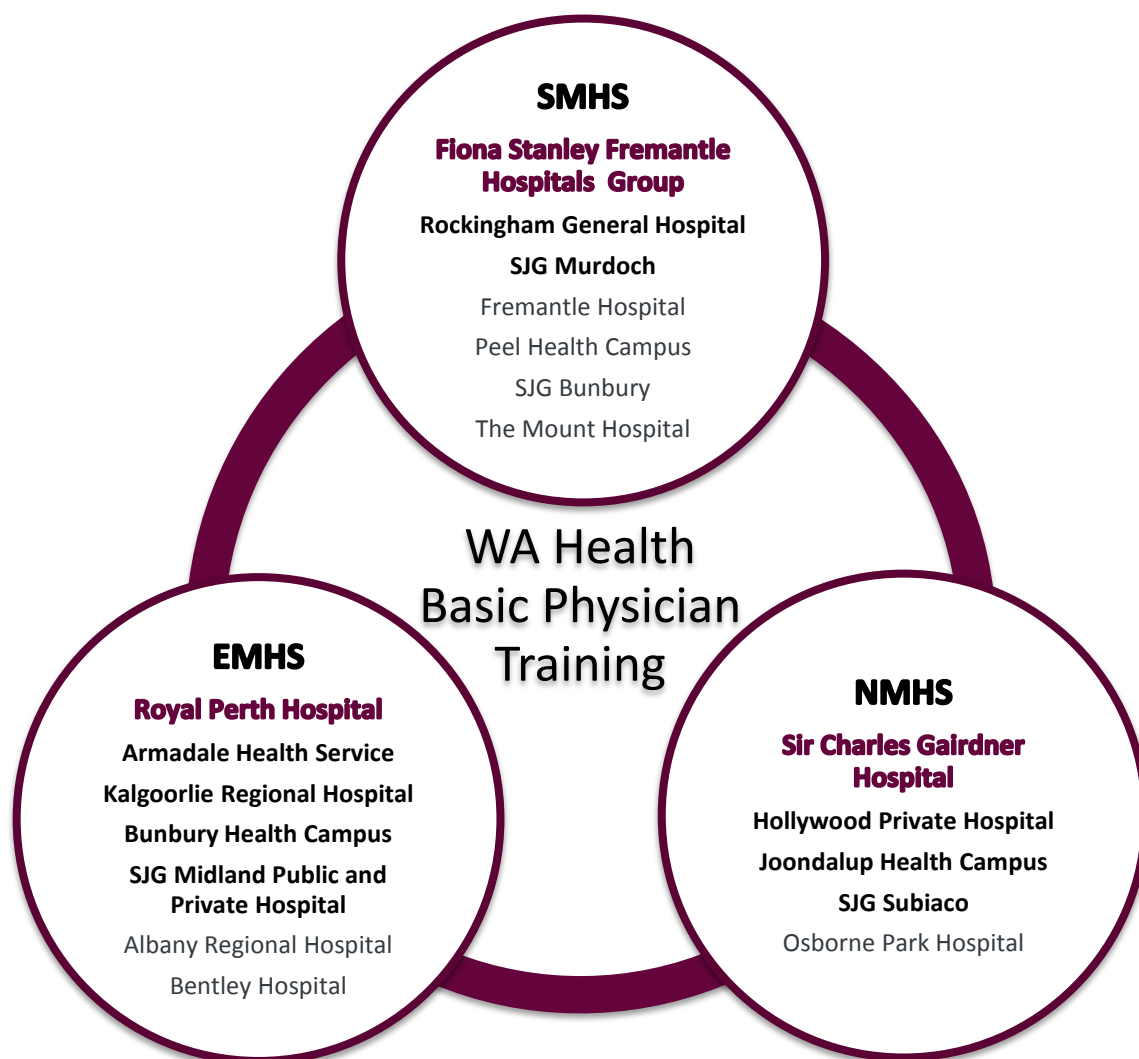 SMHS
Fiona Stanley Fremantle
Hospitals Group
Rockingham General Hospital
SJG Murdoch
Fremantle Hospital
Peel Health Campus
SJG Bunbury
The Mount Hospital
WA Health
Basic Physician
Training
EMHS
Royal Perth Hospital
Armadale Health Service
Kalgoorlie Regional Hospital
Bunbury Health Campus
SJG Midland Public and
Private Hospital
Albany Regional Hospital
Bentley Hospital
NMHS
Sir Charles Gairdner
Hospital
Hollywood Private Hospital
Joondalup Health Campus
SJG Subiaco
Osborne Park Hospital